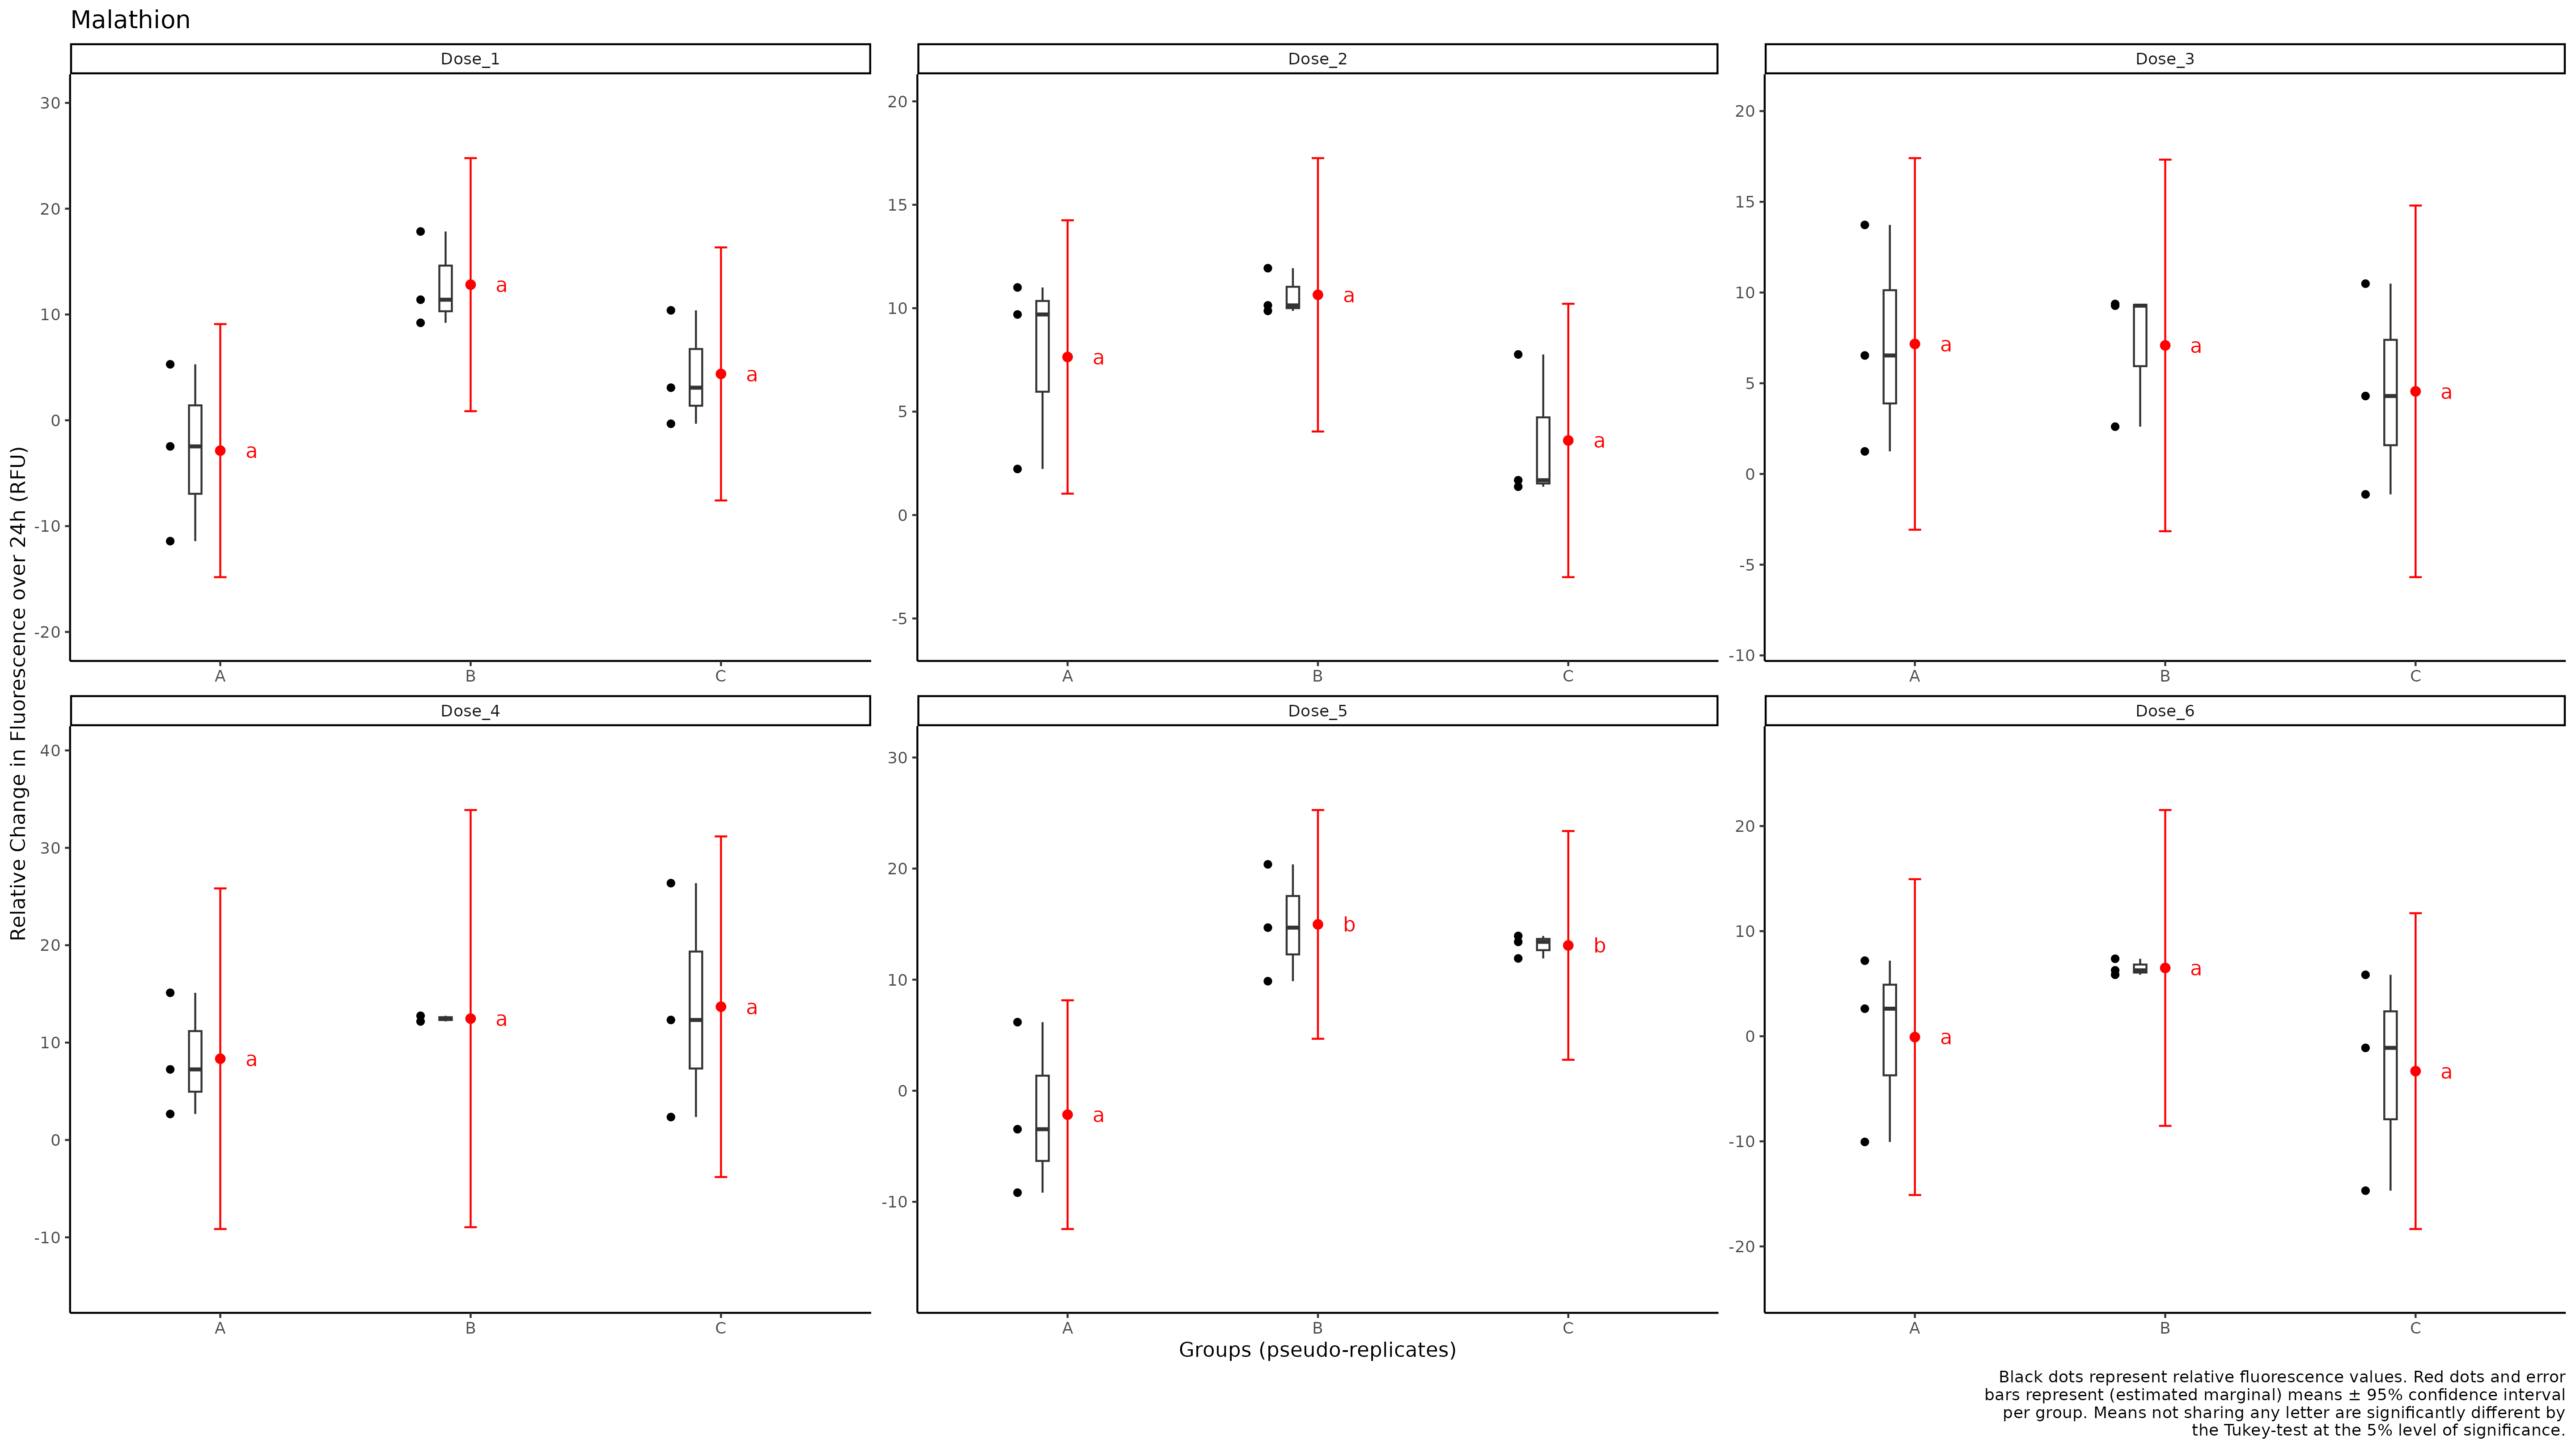 Malathion
Relative Change in Fluorescence over 24h (RFU)
Dose_1
30
20
10
0
-10
-20
a
a
a
A
B
C
Dose_2
20
15
10
5
0
-5
a
a
a
A
B
C
Dose_3
20
15
10
5
0
-5
-10
a
a
a
A
B
C
Dose_4
40
30
20
10
0
-10
a
a
a
A
B
C
Dose_5
30
20
10
0
-10
a
b
b
A
B
C
Dose_6
20
10
0
-10
-20
a
a
a
A
B
C
Groups (pseudo-replicates)
Black dots represent relative fluorescence values. Red dots and error
bars represent (estimated marginal) means ± 95% confidence interval
per group. Means not sharing any letter are significantly different by
the Tukey-test at the 5% level of significance.